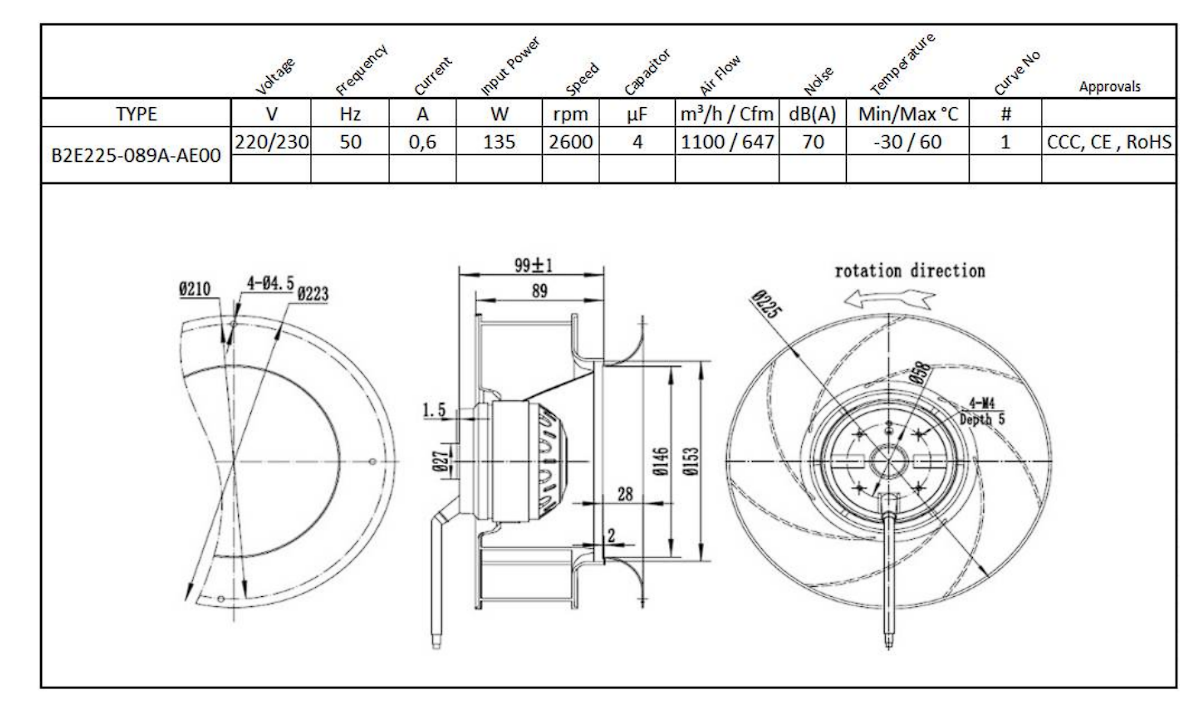 Voltage Frequency Current Input Power Speed Capacitor Air Flow Noise Temperature Curve No Approvals
TYPE V Hz A W rpm µF m³/h / Cfm dB(A) Min/Max °C #
B2E225-089A-AE00 220/230 50 0,6 135 2600 4 1100 / 647 70 -30 / 60 1 CCC, CE , RoHS
99±1
89
rotation direction
Ø210
4-Ø4.5
Ø223
Ø225
Ø58
4-M4
Depth 5
1.5
Ø27
Ø146
Ø153
28
2